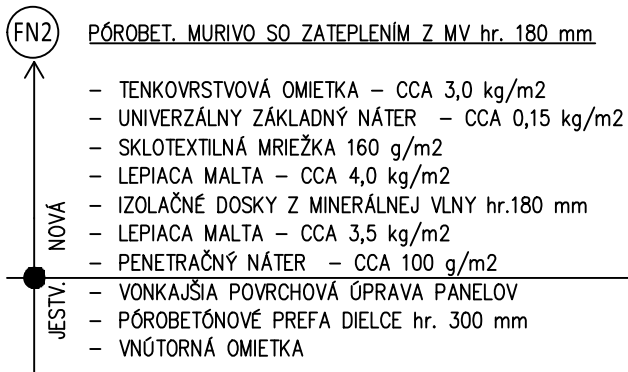 FN2 PÓROBET. MURIVO SO ZATEPLENÍM Z MV hr. 180 mm
– TENKOVRSTVOVÁ OMIETKA – CCA 3,0 kg/m2
– UNIVERZÁLNY ZÁKLADNÝ NÁTER – CCA 0,15 kg/m2
– SKLOTEXTILNÁ MRIEŽKA 160 g/m2
– LEPIACA MALTA – CCA 4,0 kg/m2
– IZOLAČNÉ DOSKY Z MINERÁLNEJ VLNY hr.180 mm
– LEPIACA MALTA – CCA 3,5 kg/m2
– PENETRAČNÝ NÁTER – CCA 100 g/m2
NOVÁ
– VONKAJŠIA POVRCHOVÁ ÚPRAVA PANELOV
– PÓROBETÓNOVÉ PREFA DIELCE hr. 300 mm
– VNÚTORNÁ OMIETKA
JESTV.